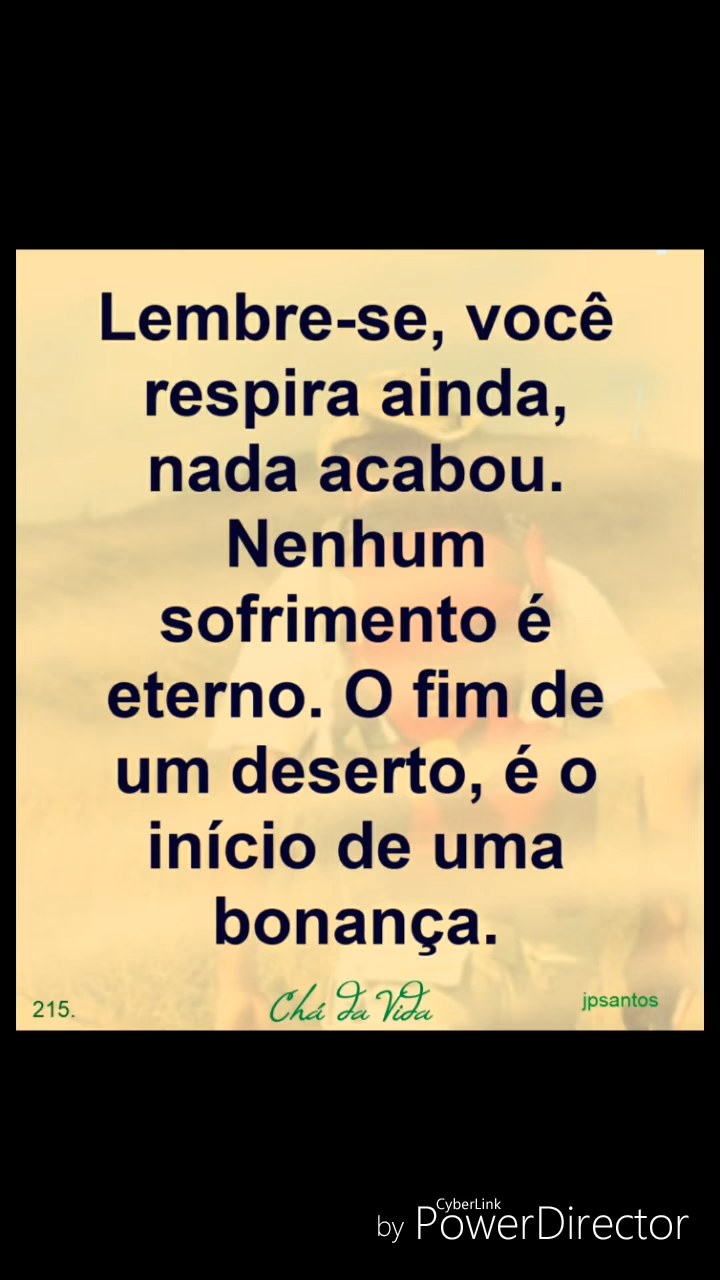 Lembre-se, você
respira ainda,
nada acabou.
Nenhum
sofrimento é
eterno. O fim de
um deserto, é o
início de uma
bonança.
215.
Chá da Vida
jpsantos
CyberLink
by PowerDirector